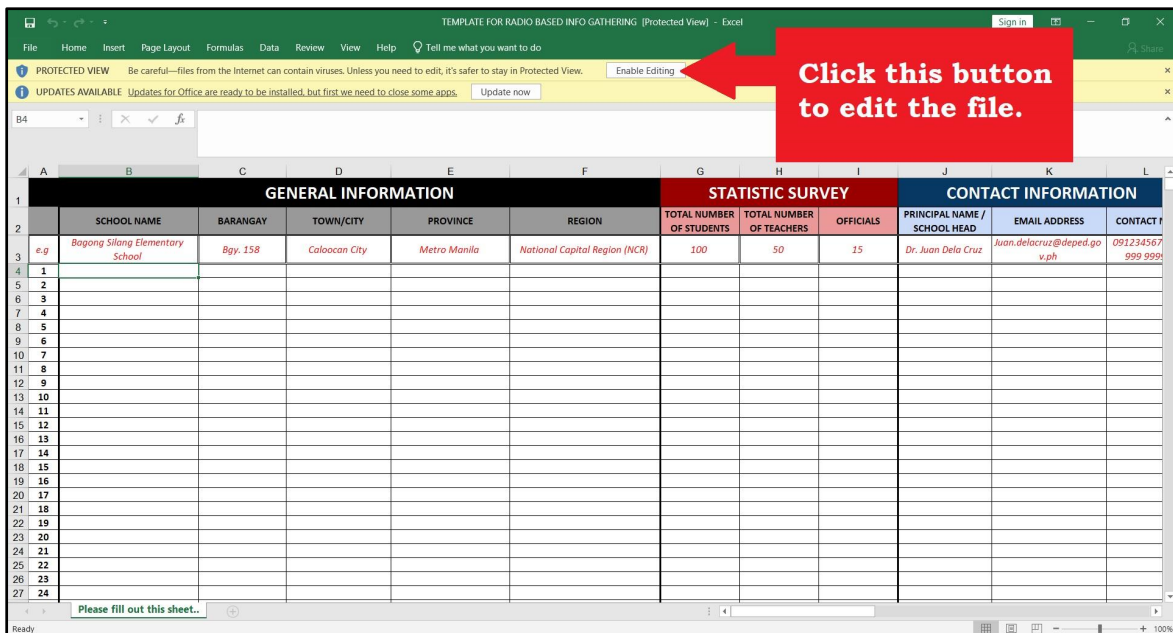 TEMPLATE FOR RADIO BASED INFO GATHERING [Protected View] - Excel
Sign in
File Home Insert Page Layout Formulas Data Review View Help Tell me what you want to do
Share
PROTECTED VIEW Be careful—files from the Internet can contain viruses. Unless you need to edit, it's safer to stay in Protected View. Enable Editing
UPDATES AVAILABLE Updates for Office are ready to be installed, but first we need to close some apps. Update now
Click this button
to edit the file.
B4 fx
A B C D E F G H I J K L
1 GENERAL INFORMATION STATISTIC SURVEY CONTACT INFORMATION
2 SCHOOL NAME BARANGAY TOWN/CITY PROVINCE REGION TOTAL NUMBER OF STUDENTS TOTAL NUMBER OF TEACHERS OFFICIALS PRINCIPAL NAME / SCHOOL HEAD EMAIL ADDRESS CONTACT N
3 e.g Bagong Silang Elementary School Bgy. 158 Caloocan City Metro Manila National Capital Region (NCR) 100 50 15 Dr. Juan Dela Cruz Juan.delacruz@deped.gov.ph 091234567 999 9999
4 1
5 2
6 3
7 4
8 5
9 6
10 7
11 8
12 9
13 10
14 11
15 12
16 13
17 14
18 15
19 16
20 17
21 18
22 19
23 20
24 21
25 22
26 23
27 24
Please fill out this sheet..
Ready
100%